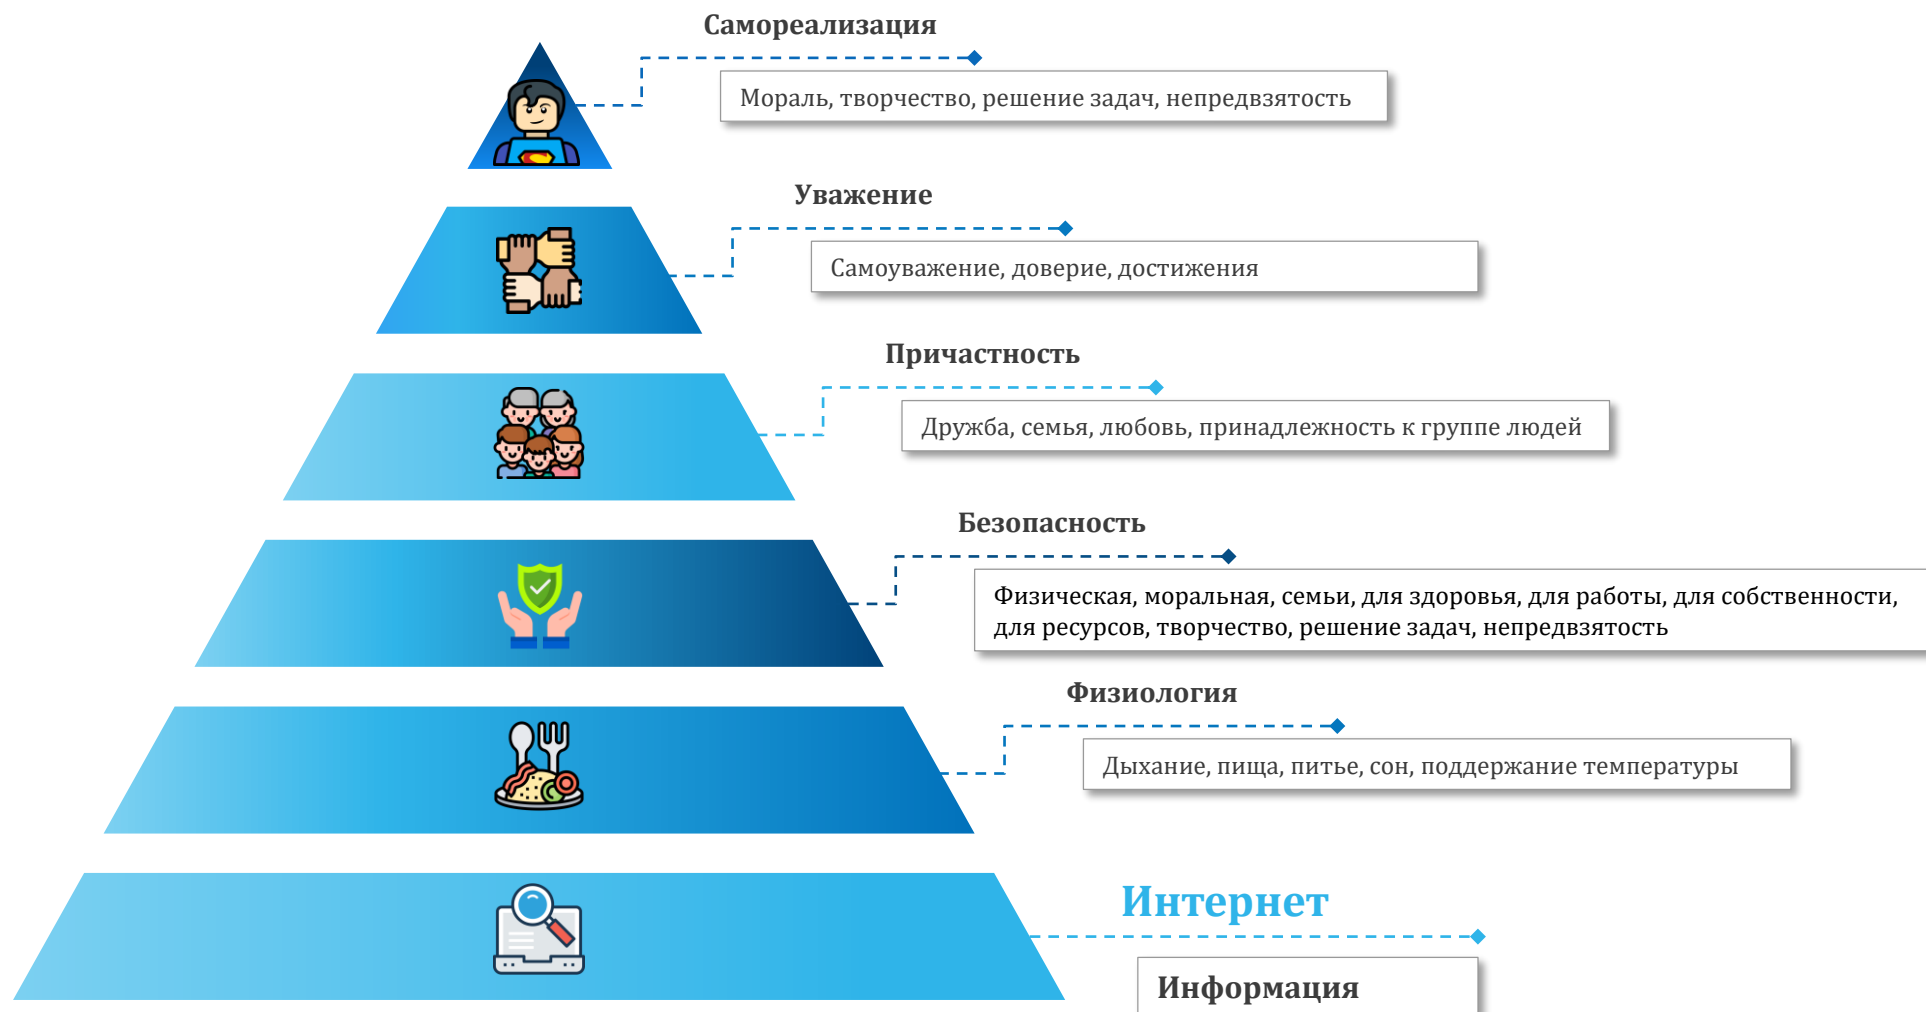 Самореализация
Мораль, творчество, решение задач, непредвзятость
Уважение
Самоуважение, доверие, достижения
Причастность
Дружба, семья, любовь, принадлежность к группе людей
Безопасность
Физическая, моральная, семьи, для здоровья, для работы, для собственности,
для ресурсов, творчество, решение задач, непредвзятость
Физиология
Дыхание, пища, питье, сон, поддержание температуры
Интернет
Информация